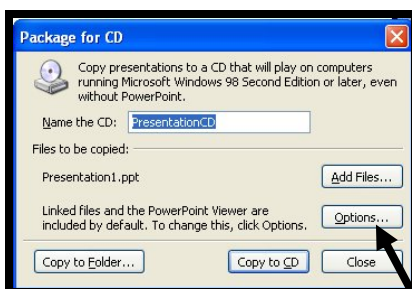 Package for CD
Copy presentations to a CD that will play on computers
running Microsoft Windows 98 Second Edition or later, even
without PowerPoint.
Name the CD: PresentationCD
Files to be copied:
Presentation1.ppt
Add Files...
Linked files and the PowerPoint Viewer are
included by default. To change this, click Options.
Options...
Copy to Folder... Copy to CD Close